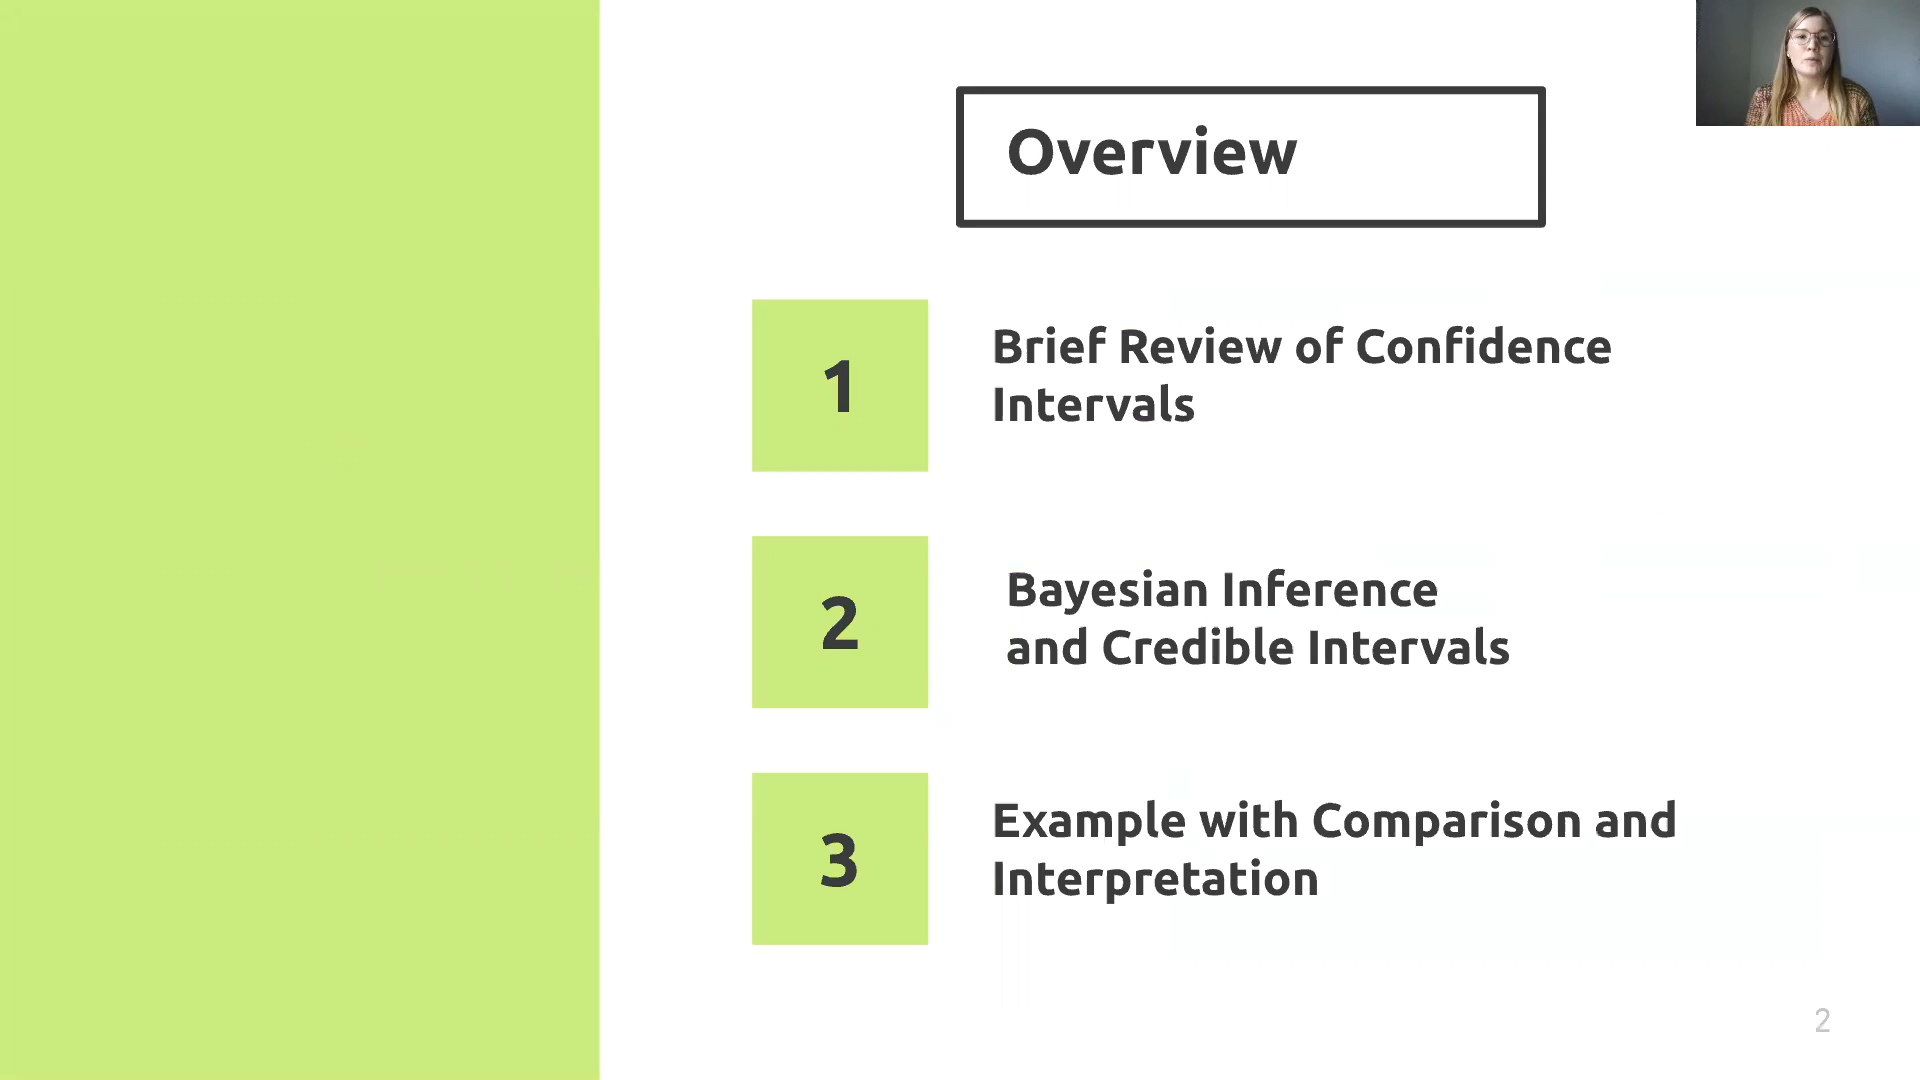 Overview
1
Brief Review of Confidence
Intervals
2
Bayesian Inference
and Credible Intervals
3
Example with Comparison and
Interpretation
2